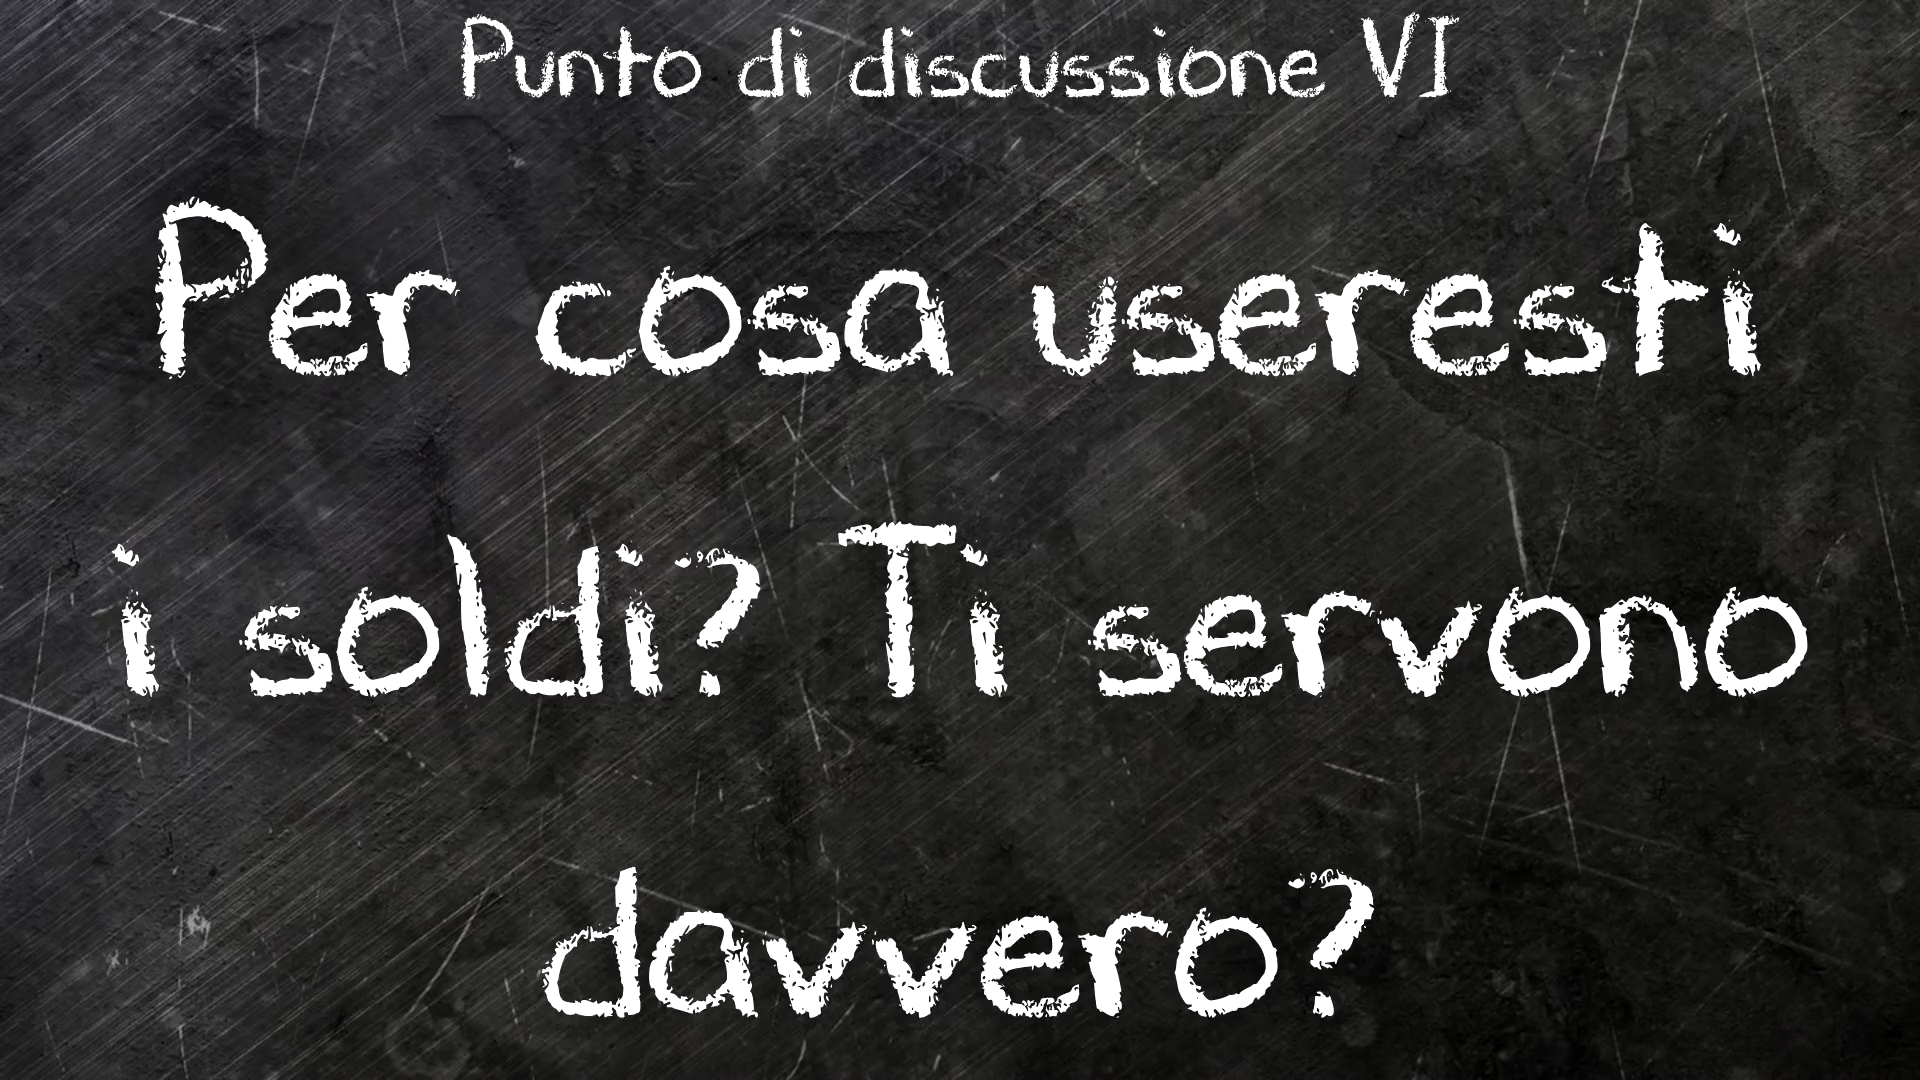 Punto di discussione VI
Per cosa useresti
i soldi? Ti servono
davvero?